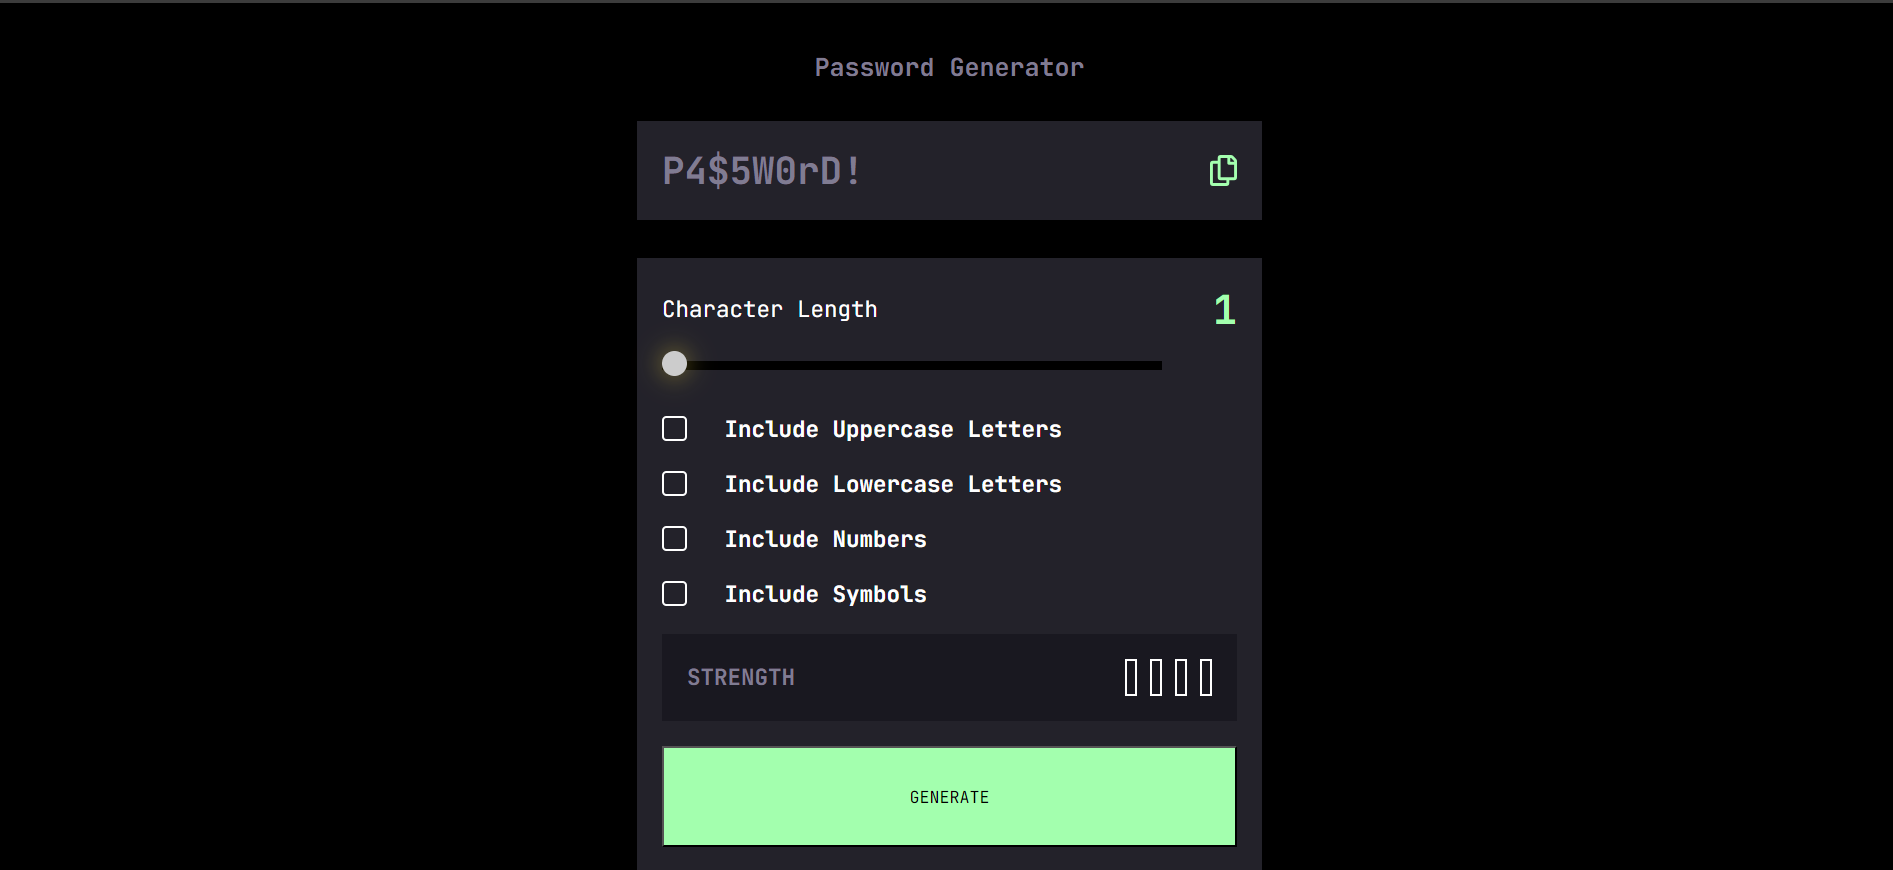 Password Generator
P4$5W0rD!
Character Length
1
Include Uppercase Letters
Include Lowercase Letters
Include Numbers
Include Symbols
STRENGTH
GENERATE